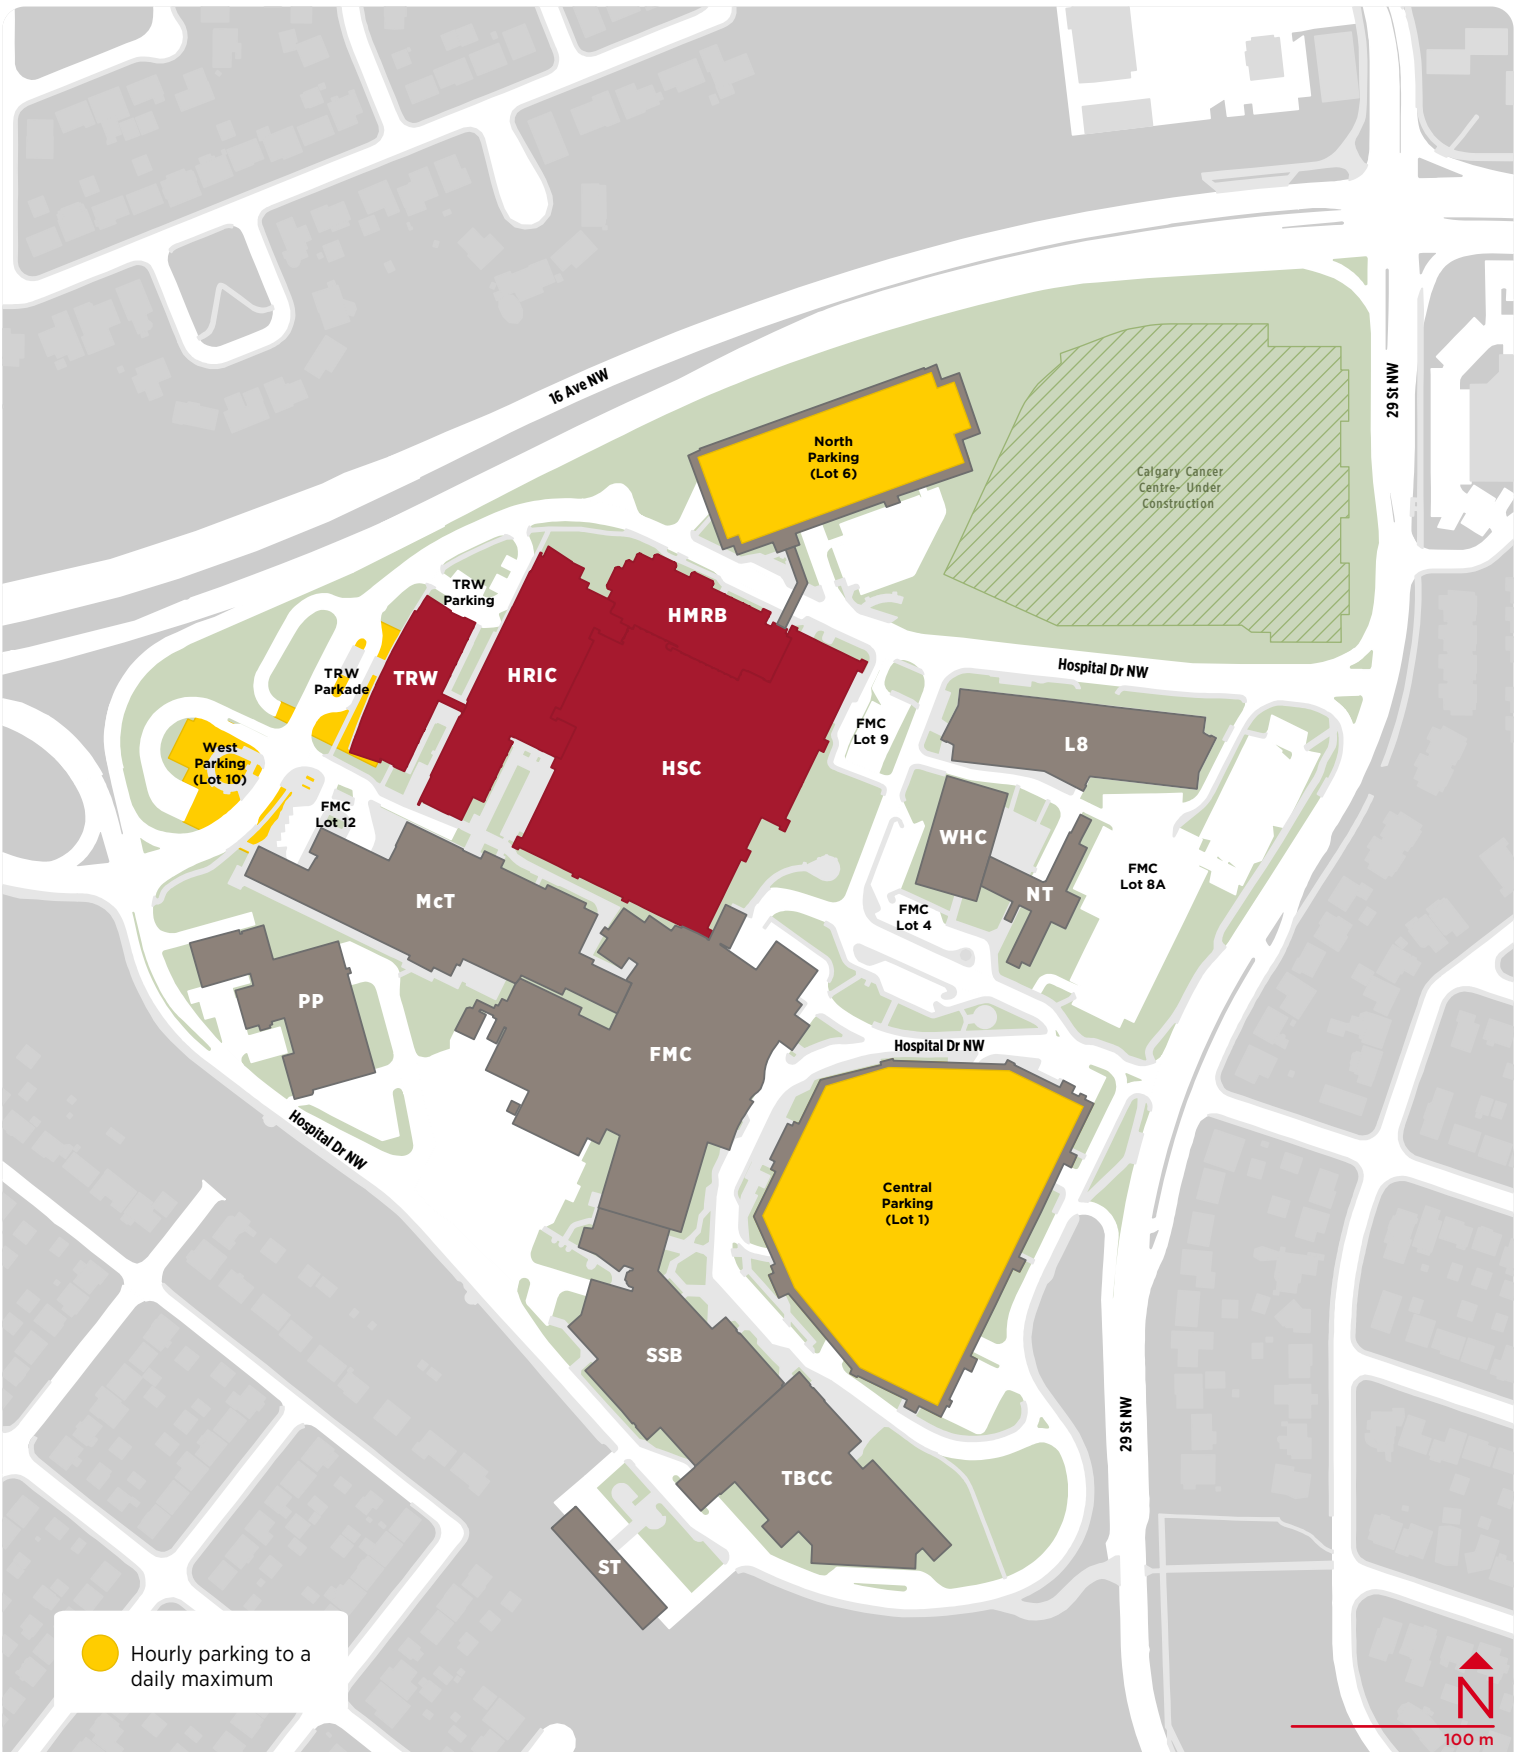 16 Ave NW
29 St NW
North
Parking
(Lot 6)
Calgary Cancer
Centre- Under
Construction
TRW
Parking
HMRB
TRW
Parkade
TRW
HRIC
Hospital Dr NW
FMC
Lot 9
L8
West
Parking
(Lot 10)
HSC
FMC
Lot 12
WHC
FMC
Lot 8A
NT
McT
FMC
Lot 4
PP
FMC
Hospital Dr NW
Hospital Dr NW
Central
Parking
(Lot 1)
SSB
29 St NW
TBCC
ST
Hourly parking to a
daily maximum
N
100 m